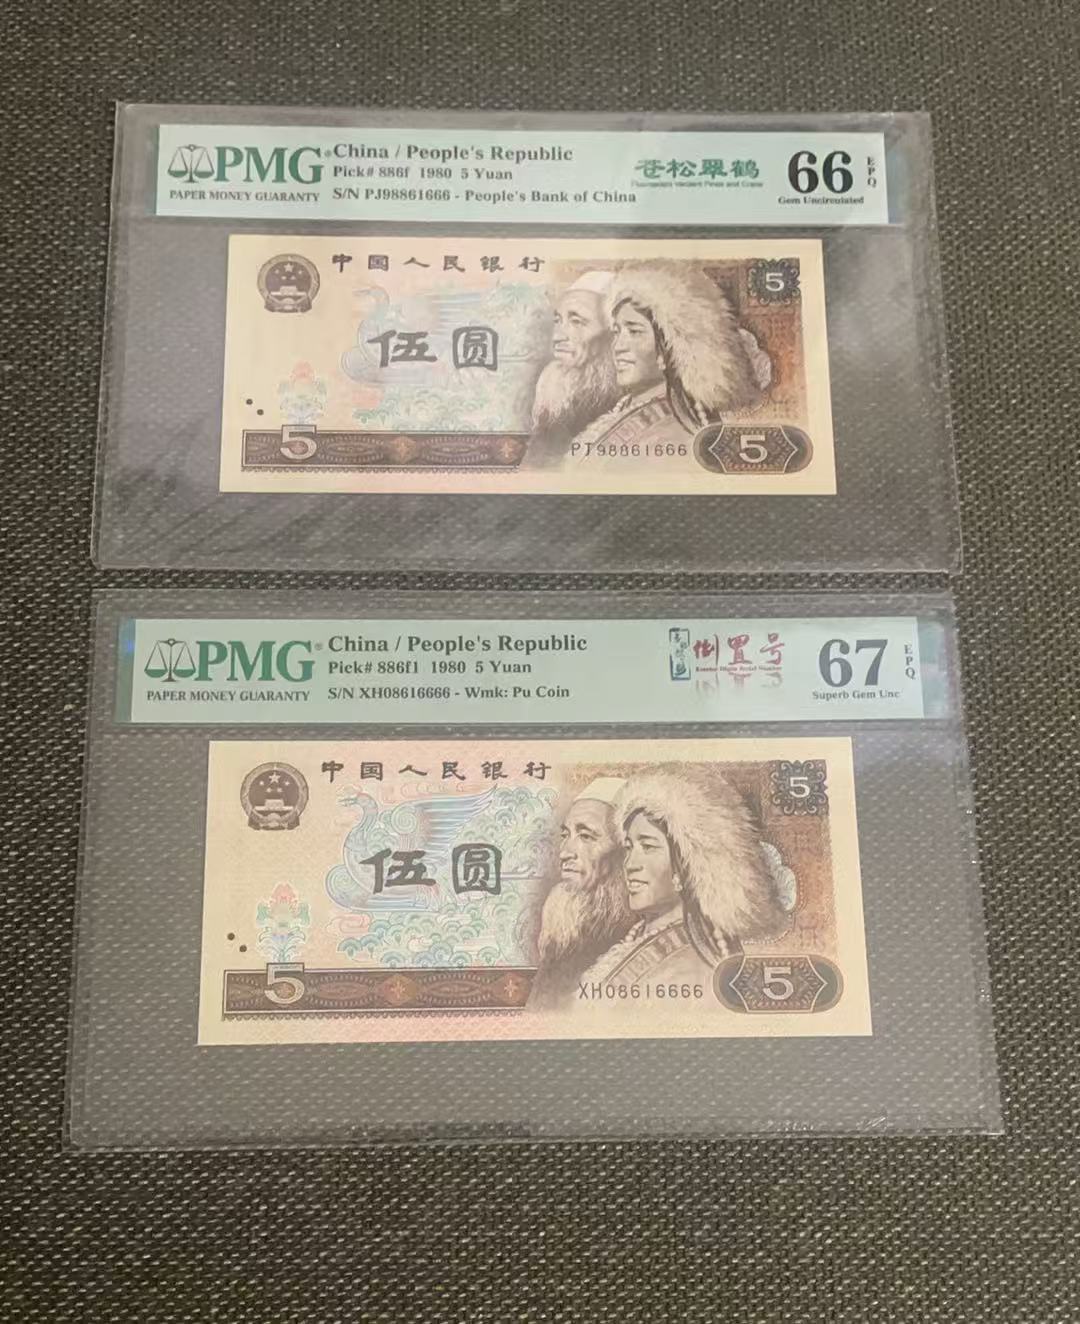 PMG® China / People's Republic
Pick# 886f 1980 5 Yuan
PAPER MONEY GUARANTY S/N PJ98861666 - People's Bank of China
苍松翠鹤
66 EPQ
Gem Uncirculated
中国人民银行
5
伍圆
5
PJ98861666
5
PMG® China / People's Republic
Pick# 886f1 1980 5 Yuan
PAPER MONEY GUARANTY S/N XH08616666 - Wmk: Pu Coin
倒置号
67 EPQ
Superb Gem Unc
中国人民银行
5
伍圆
5
XH08616666
5